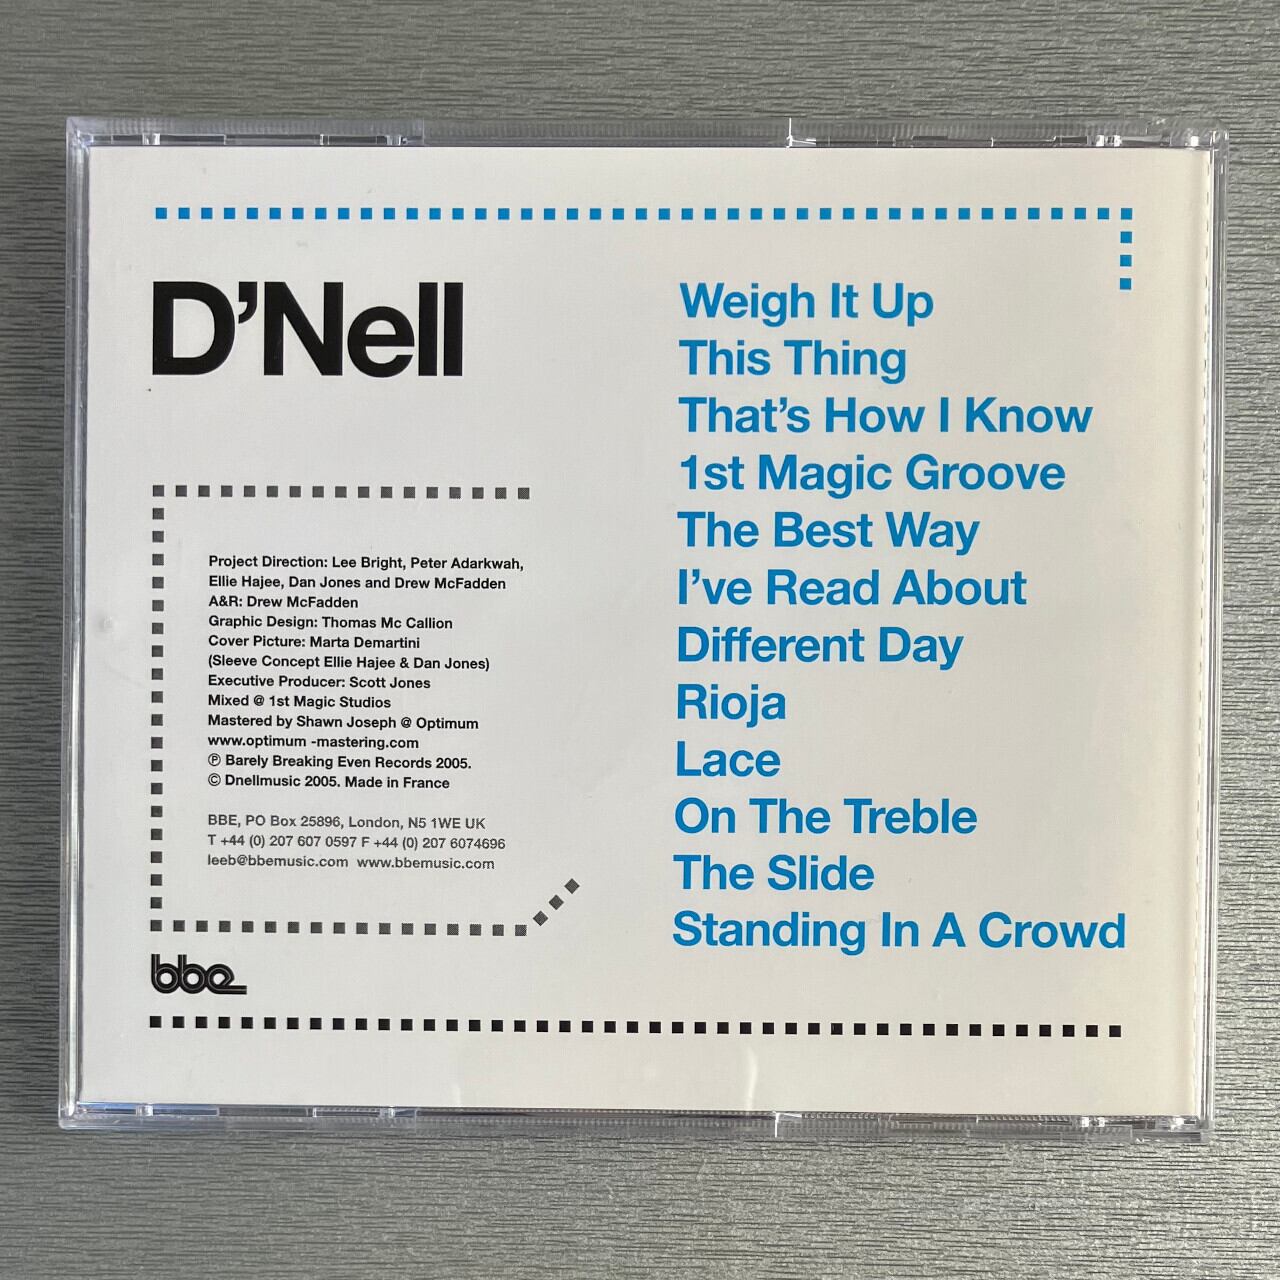 D'Nell
Weigh It Up
This Thing
That's How I Know
1st Magic Groove
The Best Way
I've Read About
Different Day
Rioja
Lace
On The Treble
The Slide
Standing In A Crowd
Project Direction: Lee Bright, Peter Adarkwah,
Ellie Hajee, Dan Jones and Drew McFadden
A&R: Drew McFadden
Graphic Design: Thomas Mc Callion
Cover Picture: Marta Demartini
(Sleeve Concept Ellie Hajee & Dan Jones)
Executive Producer: Scott Jones
Mixed @ 1st Magic Studios
Mastered by Shawn Joseph @ Optimum
www.optimum -mastering.com
℗ Barely Breaking Even Records 2005.
© Dnellmusic 2005. Made in France
BBE, PO Box 25896, London, N5 1WE UK
T +44 (0) 207 607 0597 F +44 (0) 207 6074696
leeb@bbemusic.com www.bbemusic.com
bbe